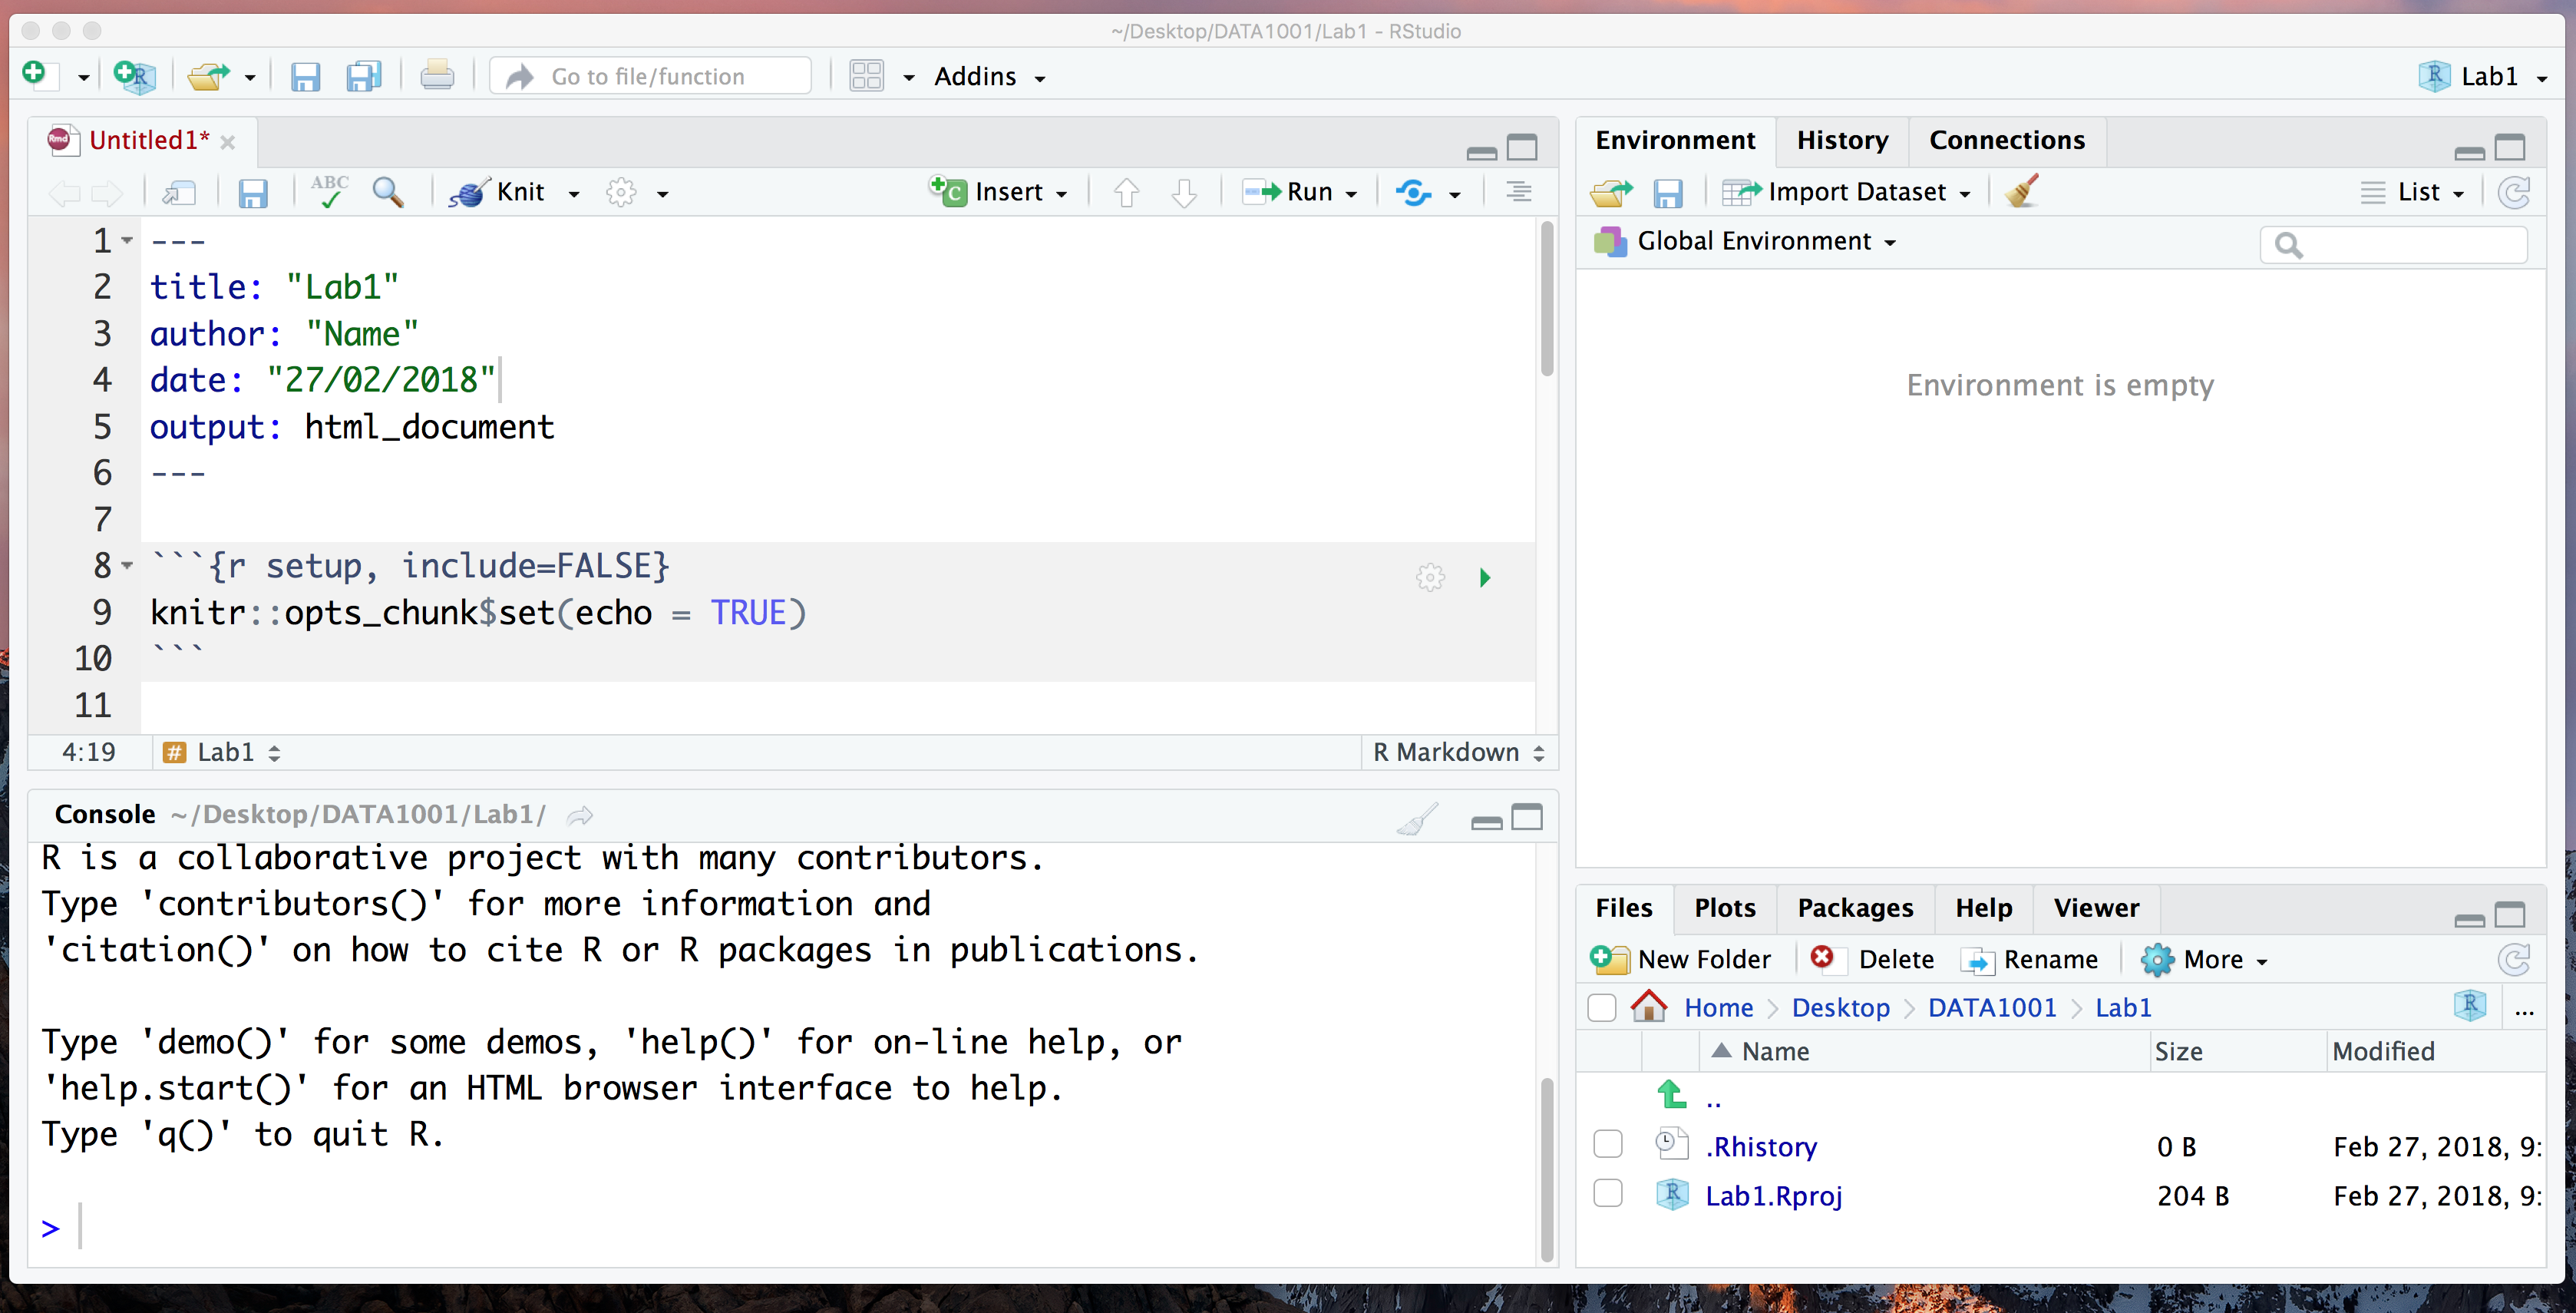 ~/Desktop/DATA1001/Lab1 - RStudio
Go to file/function
Addins
Lab1
Untitled1*
ABC
Knit
Insert
Run
1 ---
2 title: "Lab1"
3 author: "Name"
4 date: "27/02/2018"
5 output: html_document
6 ---
7
8 ```{r setup, include=FALSE}
9 knitr::opts_chunk$set(echo = TRUE)
10 ```
11
4:19
# Lab1
R Markdown
Console ~/Desktop/DATA1001/Lab1/
R is a collaborative project with many contributors.
Type 'contributors()' for more information and
'citation()' on how to cite R or R packages in publications.
Type 'demo()' for some demos, 'help()' for on-line help, or
'help.start()' for an HTML browser interface to help.
Type 'q()' to quit R.
>
Environment History Connections
Import Dataset
List
Global Environment
Environment is empty
Files Plots Packages Help Viewer
New Folder Delete Rename More
Home Desktop DATA1001 Lab1
...
Name Size Modified
..
.Rhistory 0 B Feb 27, 2018, 9:
Lab1.Rproj 204 B Feb 27, 2018, 9: